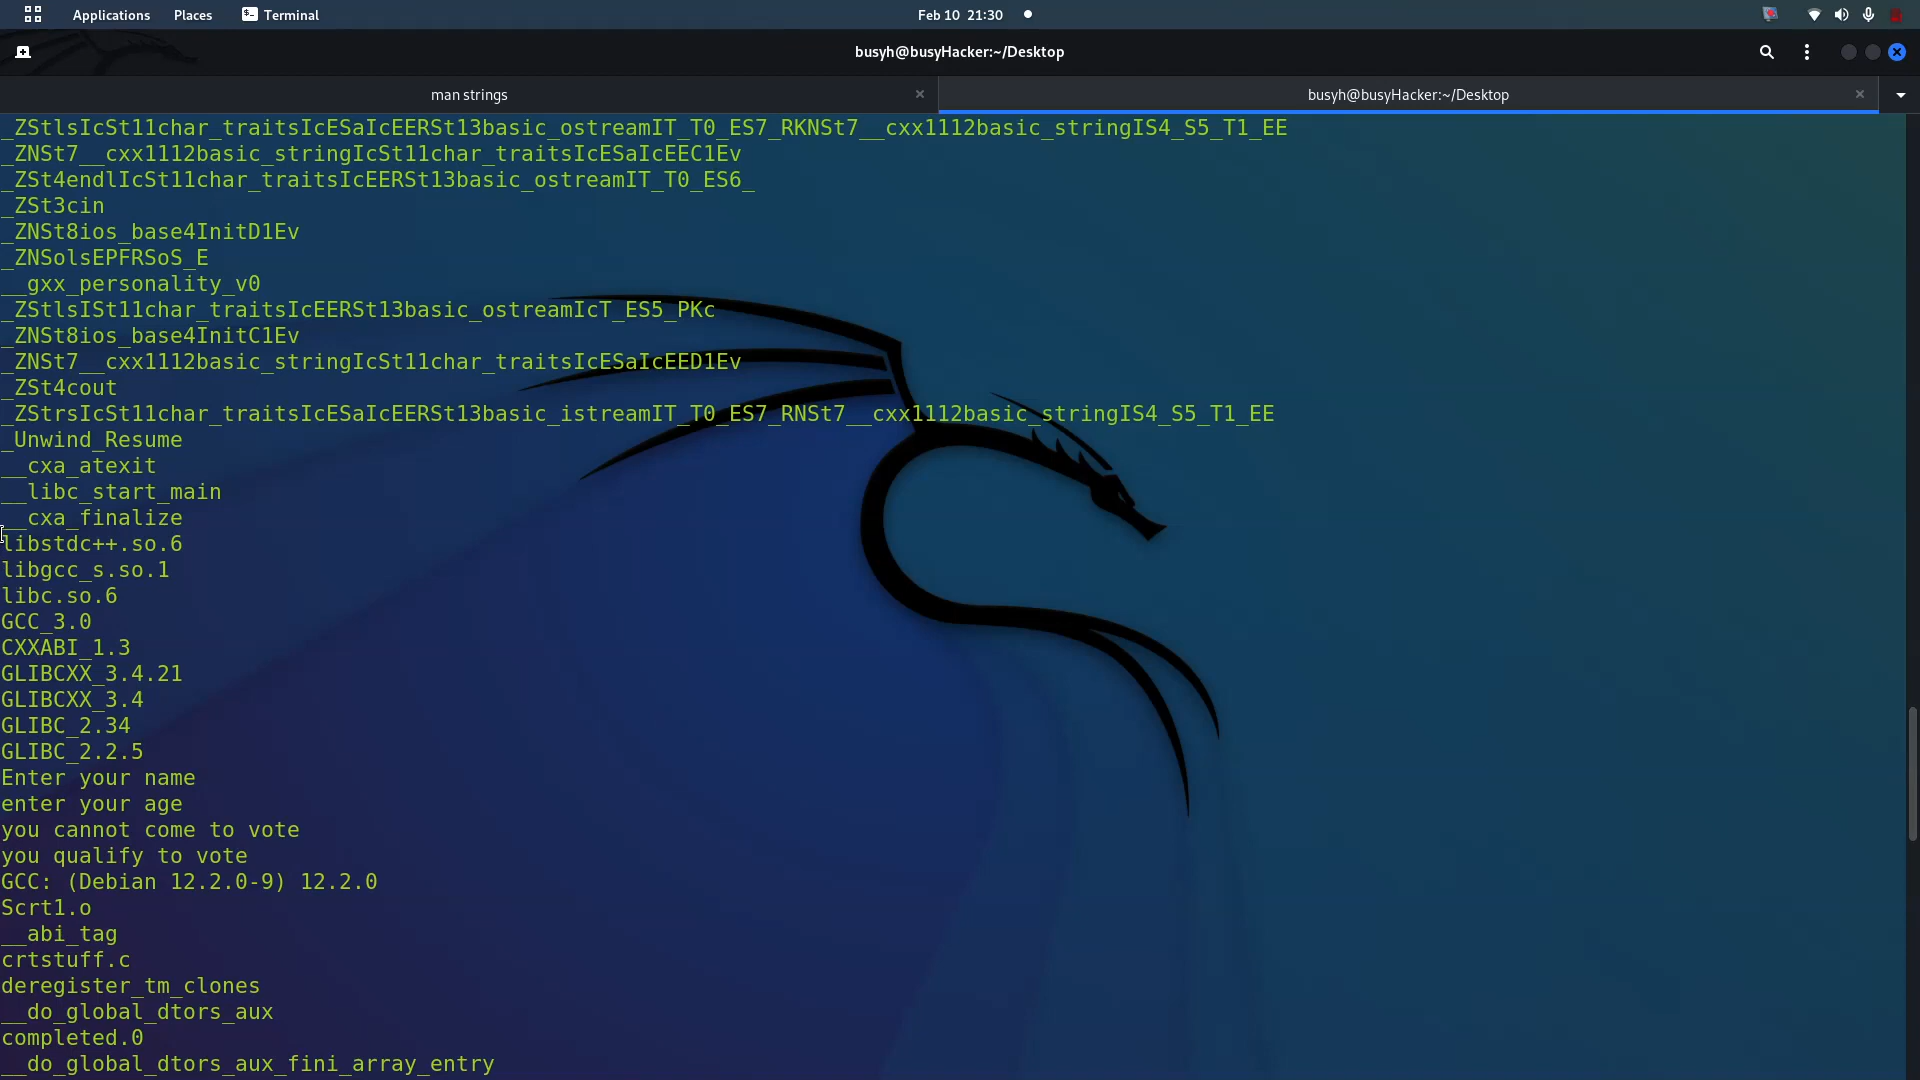 Applications Places Terminal Feb 10 21:30
busyh@busyHacker:~/Desktop
man strings busyh@busyHacker:~/Desktop
_ZStlsIcSt11char_traitsIcESaIcEERSt13basic_ostreamIT_T0_ES7_RKNSt7__cxx1112basic_stringIS4_S5_T1_EE
_ZNSt7__cxx1112basic_stringIcSt11char_traitsIcESaIcEEC1Ev
_ZSt4endlIcSt11char_traitsIcEERSt13basic_ostreamIT_T0_ES6_
_ZSt3cin
_ZNSt8ios_base4InitD1Ev
_ZNSolsEPFRSoS_E
__gxx_personality_v0
_ZStlsISt11char_traitsIcEERSt13basic_ostreamIcT_ES5_PKc
_ZNSt8ios_base4InitC1Ev
_ZNSt7__cxx1112basic_stringIcSt11char_traitsIcESaIcEED1Ev
_ZSt4cout
_ZStrsIcSt11char_traitsIcESaIcEERSt13basic_istreamIT_T0_ES7_RNSt7__cxx1112basic_stringIS4_S5_T1_EE
_Unwind_Resume
__cxa_atexit
__libc_start_main
__cxa_finalize
libstdc++.so.6
libgcc_s.so.1
libc.so.6
GCC_3.0
CXXABI_1.3
GLIBCXX_3.4.21
GLIBCXX_3.4
GLIBC_2.34
GLIBC_2.2.5
Enter your name
enter your age
you cannot come to vote
you qualify to vote
GCC: (Debian 12.2.0-9) 12.2.0
Scrt1.o
__abi_tag
crtstuff.c
deregister_tm_clones
__do_global_dtors_aux
completed.0
__do_global_dtors_aux_fini_array_entry